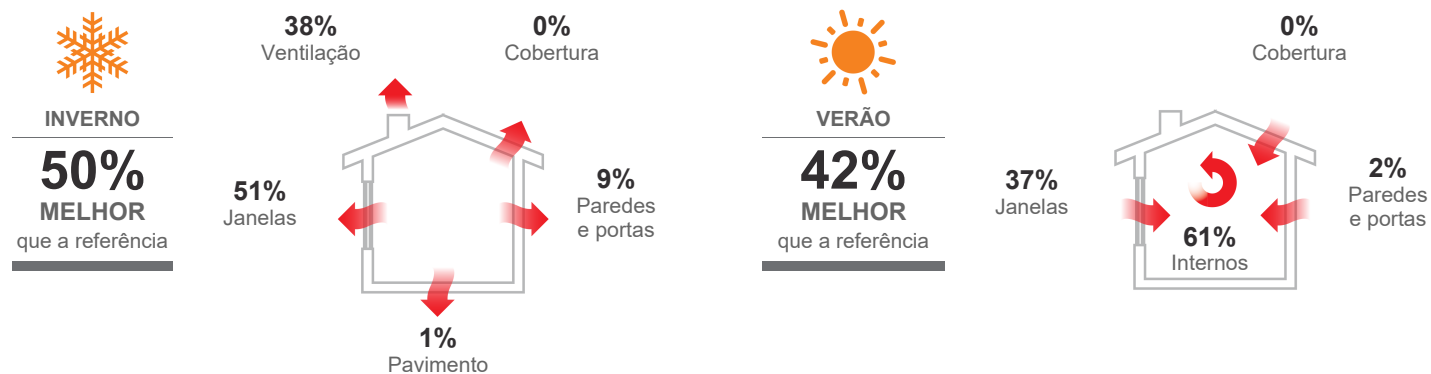 INVERNO
50%
MELHOR
que a referência
38%
Ventilação
0%
Cobertura
51%
Janelas
9%
Paredes
e portas
1%
Pavimento
VERÃO
42%
MELHOR
que a referência
0%
Cobertura
37%
Janelas
2%
Paredes
e portas
61%
Internos